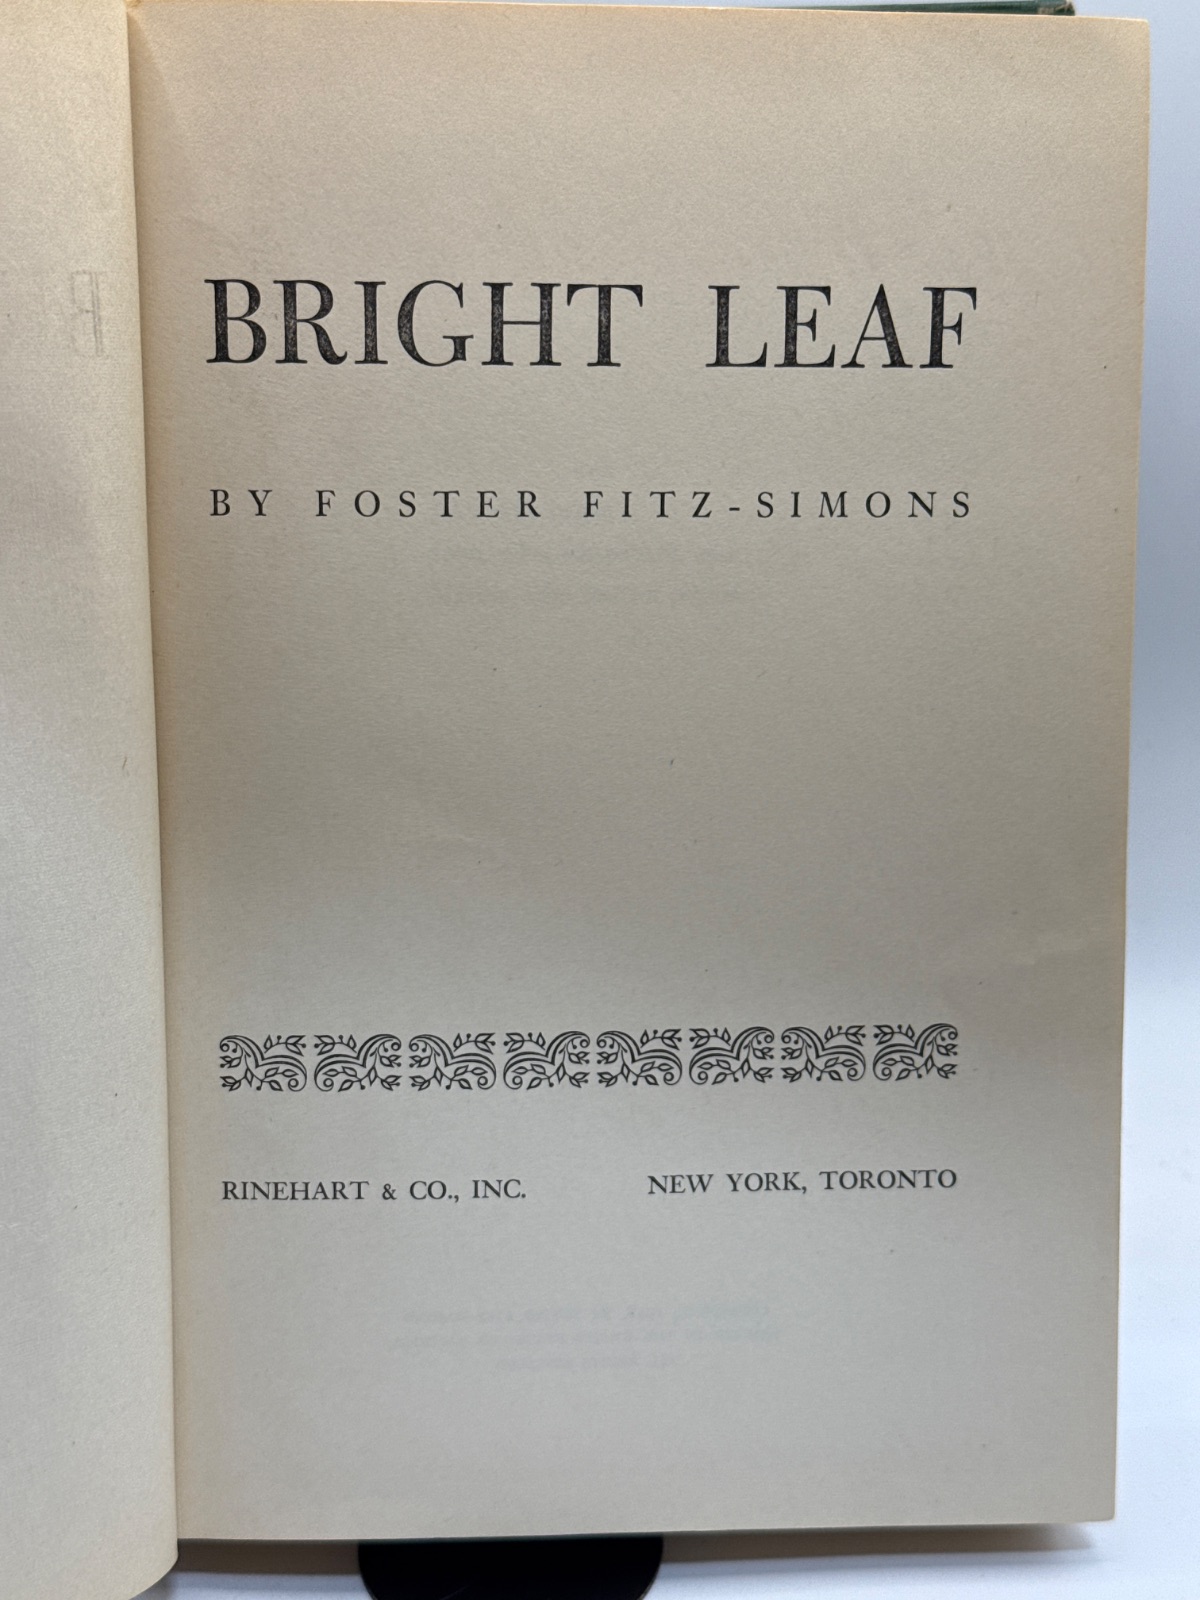 BRIGHT LEAF
BY FOSTER FITZ-SIMONS
RINEHART & CO., INC. NEW YORK, TORONTO